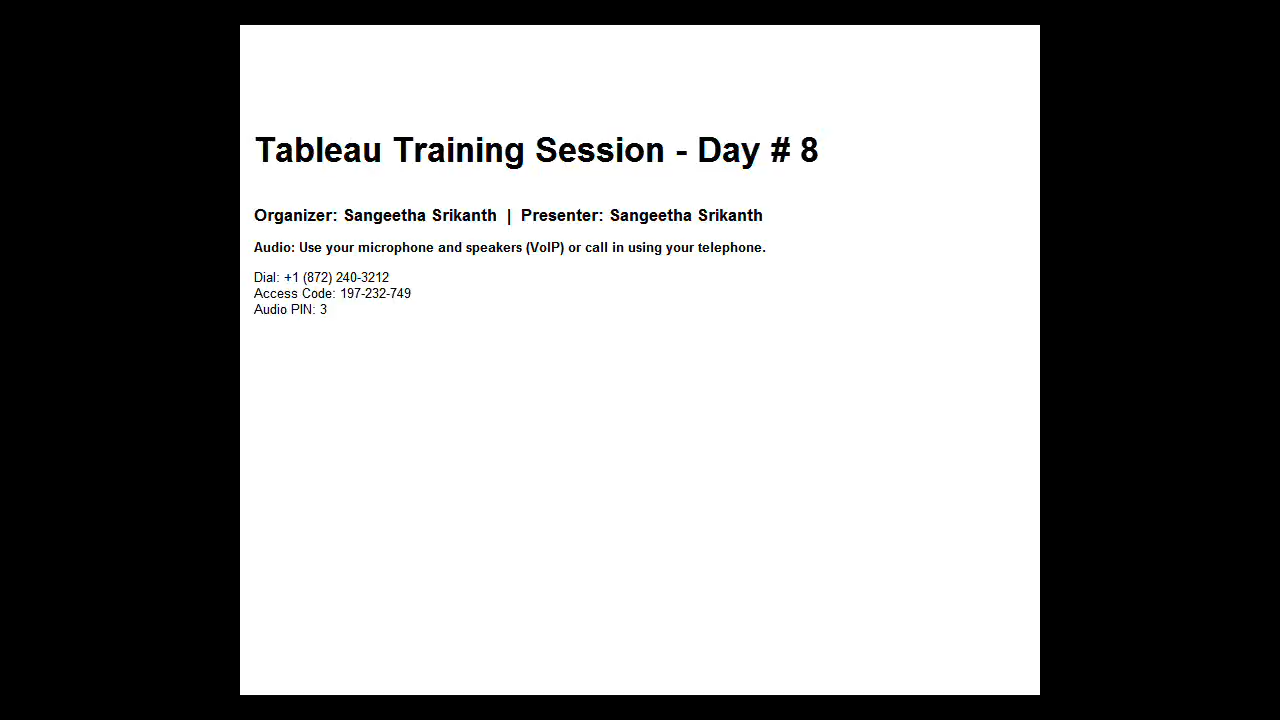 Tableau Training Session - Day # 8
Organizer: Sangeetha Srikanth | Presenter: Sangeetha Srikanth
Audio: Use your microphone and speakers (VoIP) or call in using your telephone.
Dial: +1 (872) 240-3212
Access Code: 197-232-749
Audio PIN: 3